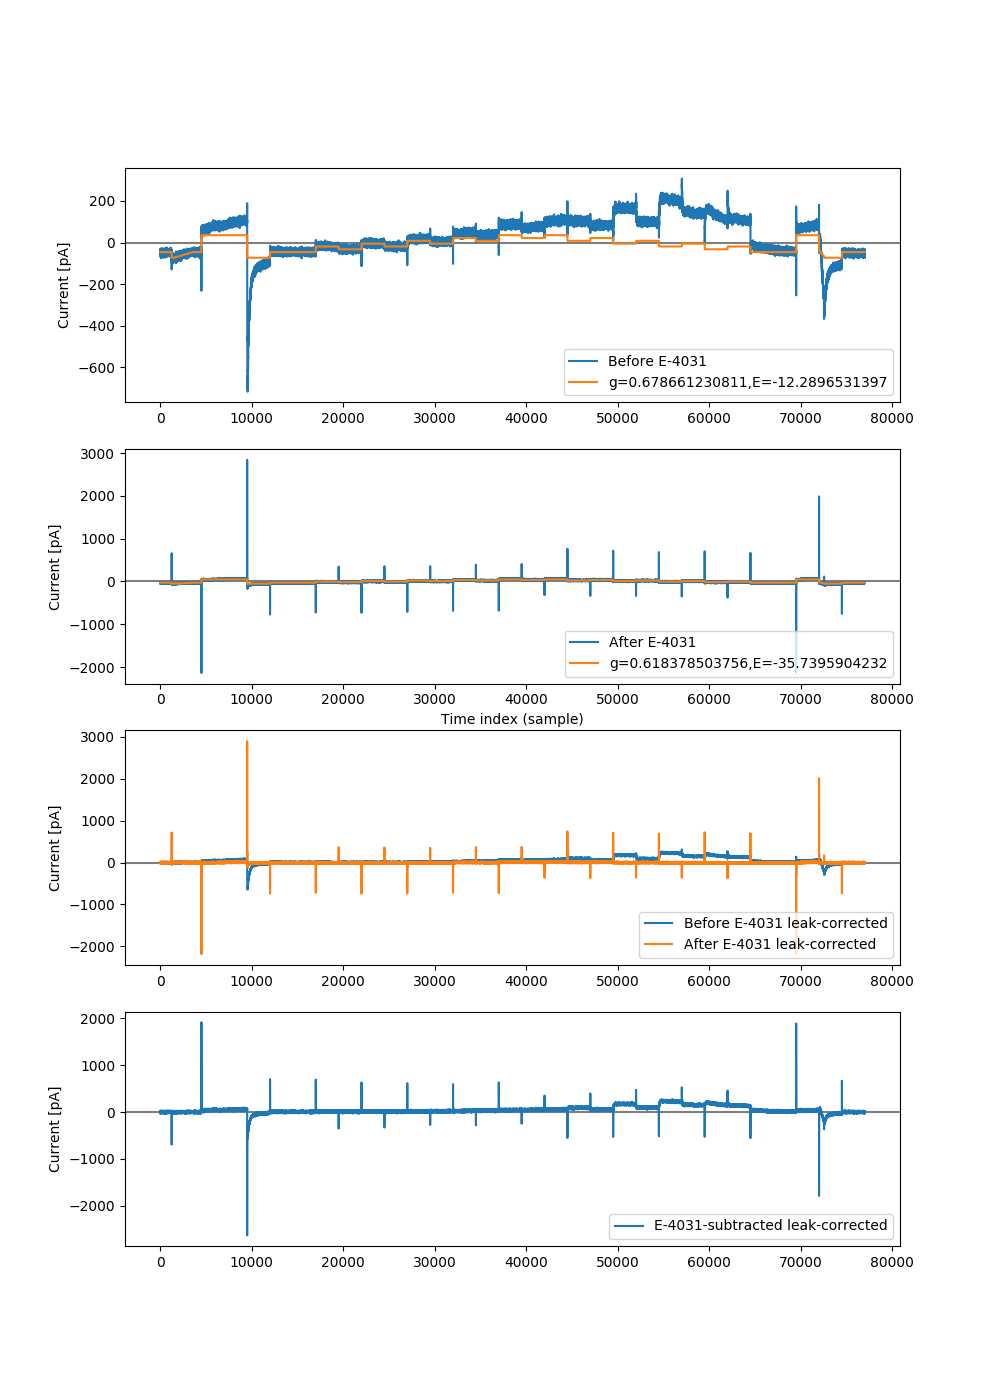 200
0
−200
−400
−600
Current [pA]
Before E-4031
g=0.678661230811,E=-12.2896531397
0 10000 20000 30000 40000 50000 60000 70000 80000
3000
2000
1000
0
−1000
−2000
Current [pA]
After E-4031
g=0.618378503756,E=-35.7395904232
0 10000 20000 30000 40000 50000 60000 70000 80000
Time index (sample)
3000
2000
1000
0
−1000
−2000
Current [pA]
Before E-4031 leak-corrected
After E-4031 leak-corrected
0 10000 20000 30000 40000 50000 60000 70000 80000
2000
1000
0
−1000
−2000
Current [pA]
E-4031-subtracted leak-corrected
0 10000 20000 30000 40000 50000 60000 70000 80000